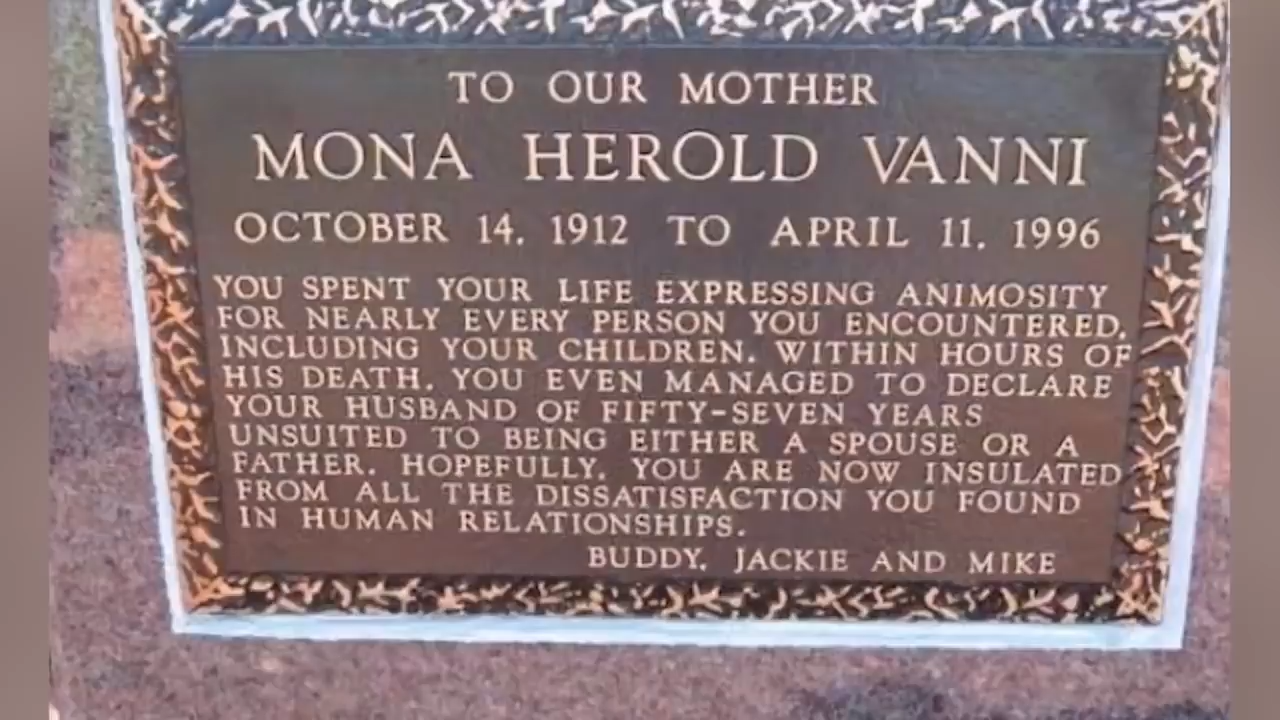 TO OUR MOTHER
MONA HEROLD VANNI
OCTOBER 14, 1912 TO APRIL 11, 1996
YOU SPENT YOUR LIFE EXPRESSING ANIMOSITY
FOR NEARLY EVERY PERSON YOU ENCOUNTERED,
INCLUDING YOUR CHILDREN. WITHIN HOURS OF
HIS DEATH, YOU EVEN MANAGED TO DECLARE
YOUR HUSBAND OF FIFTY-SEVEN YEARS
UNSUITED TO BEING EITHER A SPOUSE OR A
FATHER. HOPEFULLY, YOU ARE NOW INSULATED
FROM ALL THE DISSATISFACTION YOU FOUND
IN HUMAN RELATIONSHIPS.
BUDDY, JACKIE AND MIKE